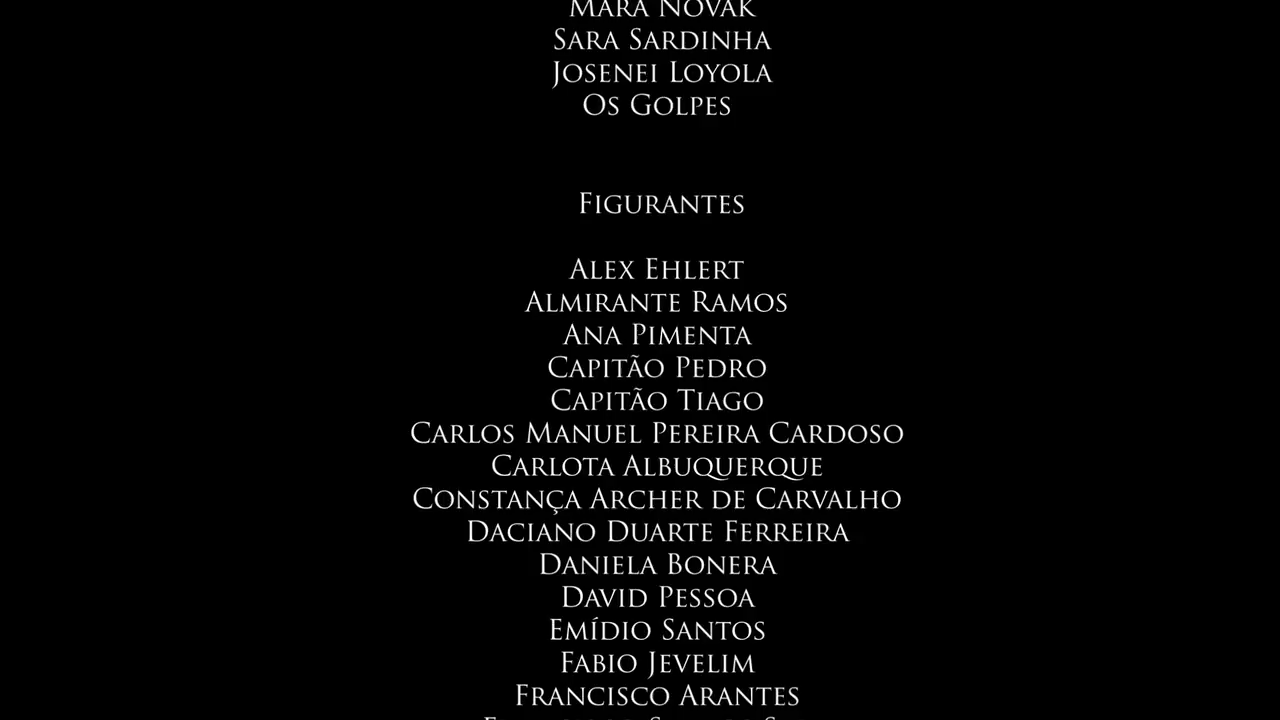 Mara Novak
Sara Sardinha
Josenei Loyola
Os Golpes
Figurantes
Alex Ehlert
Almirante Ramos
Ana Pimenta
Capitão Pedro
Capitão Tiago
Carlos Manuel Pereira Cardoso
Carlota Albuquerque
Constança Archer de Carvalho
Daciano Duarte Ferreira
Daniela Bonera
David Pessoa
Emídio Santos
Fabio Jevelim
Francisco Arantes